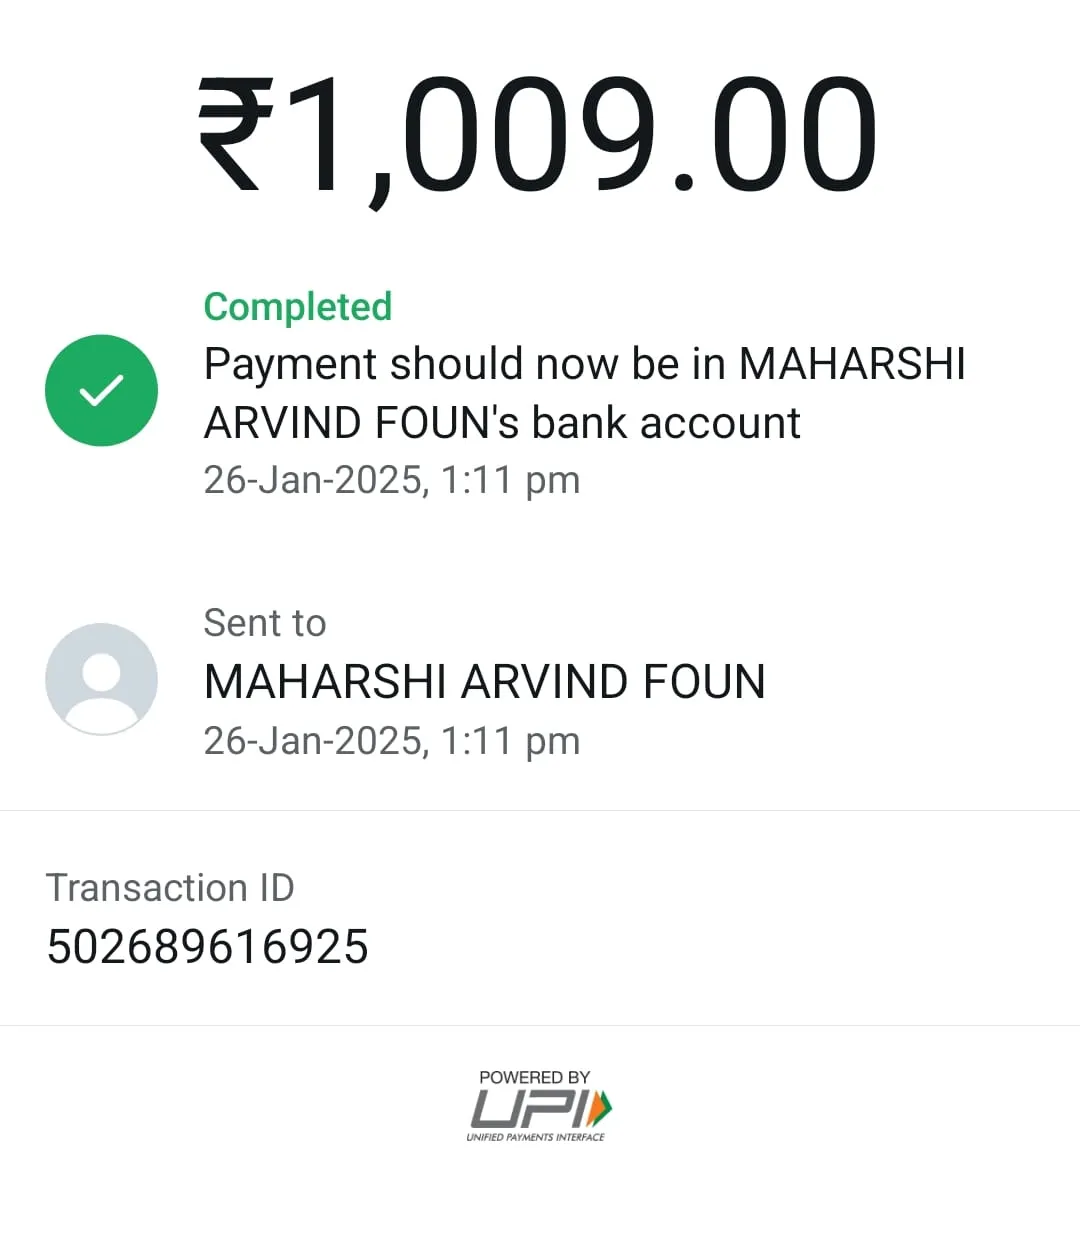 ₹1,009.00
Completed
Payment should now be in MAHARSHI
ARVIND FOUN's bank account
26-Jan-2025, 1:11 pm
Sent to
MAHARSHI ARVIND FOUN
26-Jan-2025, 1:11 pm
Transaction ID
502689616925
POWERED BY
UPI
UNIFIED PAYMENTS INTERFACE